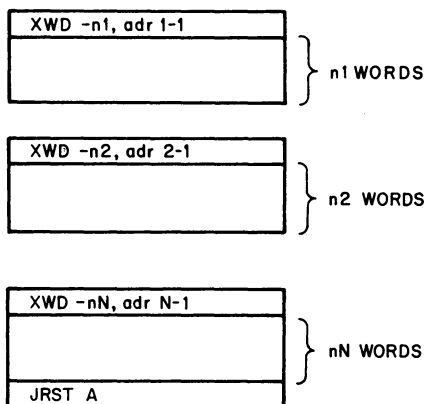 XWD -n1, adr 1-1
n1 WORDS
XWD -n2, adr 2-1
n2 WORDS
XWD -nN, adr N-1
nN WORDS
JRST A